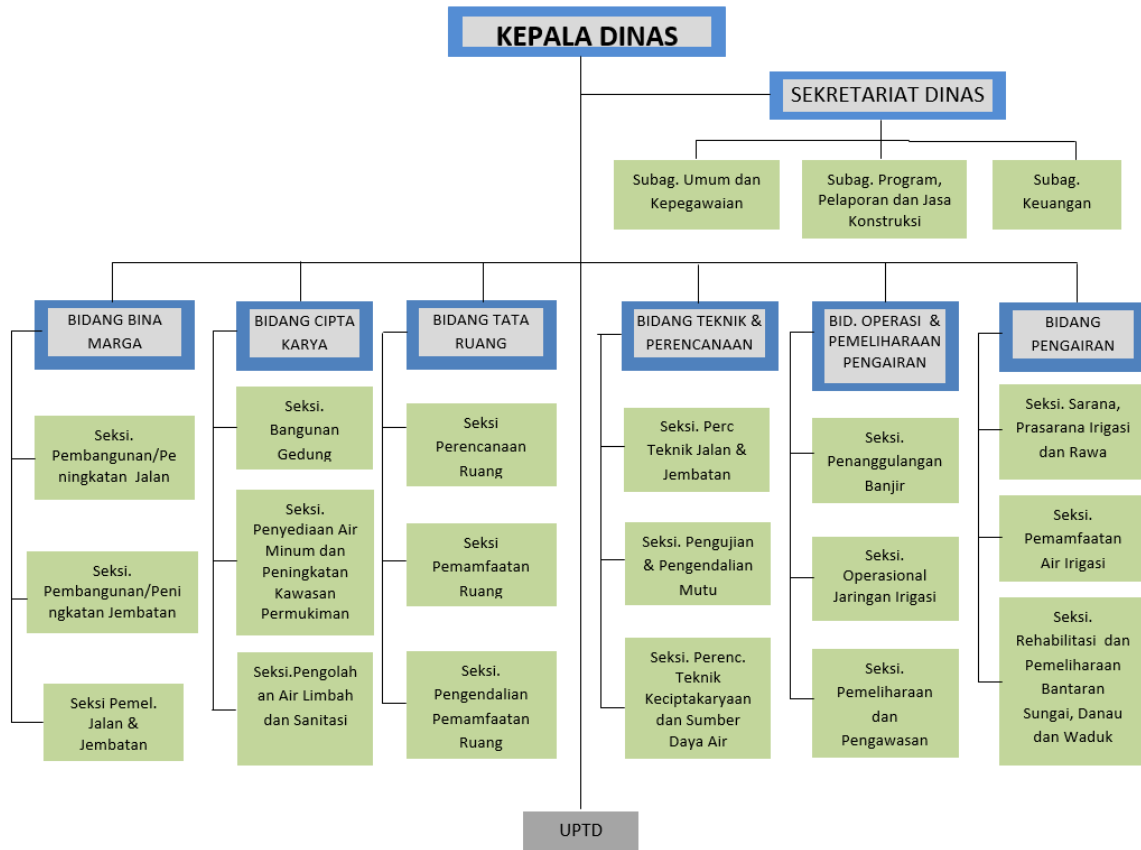 KEPALA DINAS
SEKRETARIAT DINAS
Subag. Umum dan
Kepegawaian
Subag. Program,
Pelaporan dan Jasa
Konstruksi
Subag.
Keuangan
BIDANG BINA
MARGA
BIDANG CIPTA
KARYA
BIDANG TATA
RUANG
BIDANG TEKNIK &
PERENCANAAN
BID. OPERASI &
PEMELIHARAAN
PENGAIRAN
BIDANG
PENGAIRAN
Seksi.
Pembangunan/Pe
ningkatan Jalan
Seksi.
Pembangunan/Peni
ngkatan Jembatan
Seksi Pemel.
Jalan &
Jembatan
Seksi.
Bangunan
Gedung
Seksi.
Penyediaan Air
Minum dan
Peningkatan
Kawasan
Permukiman
Seksi.Pengolah
an Air Limbah
dan Sanitasi
Seksi
Perencanaan
Ruang
Seksi
Pemamfaatan
Ruang
Seksi.
Pengendalian
Pemamfaatan
Ruang
Seksi. Perc
Teknik Jalan &
Jembatan
Seksi. Pengujian
& Pengendalian
Mutu
Seksi. Perenc.
Teknik
Keciptakaryaan
dan Sumber
Daya Air
Seksi.
Penanggulangan
Banjir
Seksi.
Operasional
Jaringan Irigasi
Seksi.
Pemeliharaan
dan
Pengawasan
Seksi. Sarana,
Prasarana Irigasi
dan Rawa
Seksi.
Pemamfaatan
Air Irigasi
Seksi.
Rehabilitasi dan
Pemeliharaan
Bantaran
Sungai, Danau
dan Waduk
UPTD